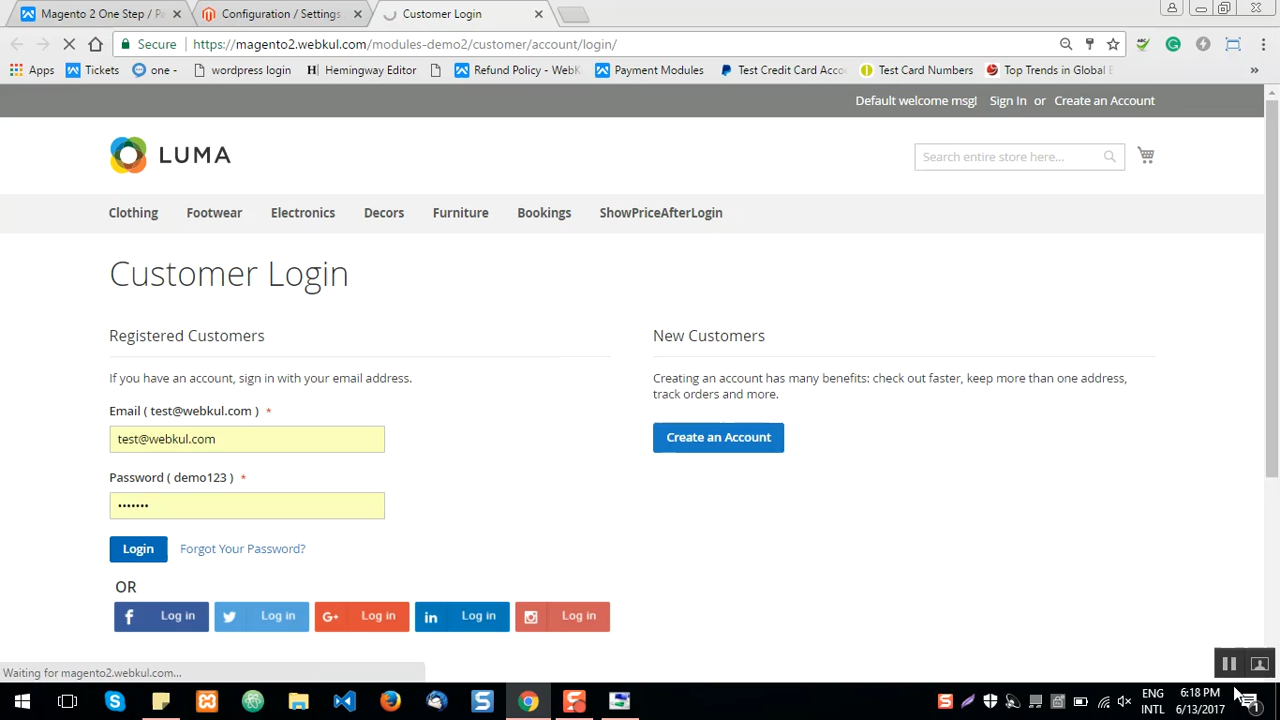 Magento 2 One Step / Pa
Configuration / Settings
Customer Login
Secure
https://magento2.webkul.com/modules-demo2/customer/account/login/
Apps
Tickets
one -
wordpress login
H Hemingway Editor
Refund Policy - WebK
Payment Modules
Test Credit Card Acco
Test Card Numbers
Top Trends in Global E
»
Default welcome msg!
Sign In
or
Create an Account
LUMA
Search entire store here...
Clothing
Footwear
Electronics
Decors
Furniture
Bookings
ShowPriceAfterLogin
Customer Login
Registered Customers
If you have an account, sign in with your email address.
Email ( test@webkul.com ) *
test@webkul.com
Password ( demo123 ) *
•••••••
Login
Forgot Your Password?
OR
f Log in
Log in
G+ Log in
in Log in
Log in
New Customers
Creating an account has many benefits: check out faster, keep more than one address,
track orders and more.
Create an Account
Waiting for magento2.webkul.com...
ENG
INTL
6:18 PM
6/13/2017
1